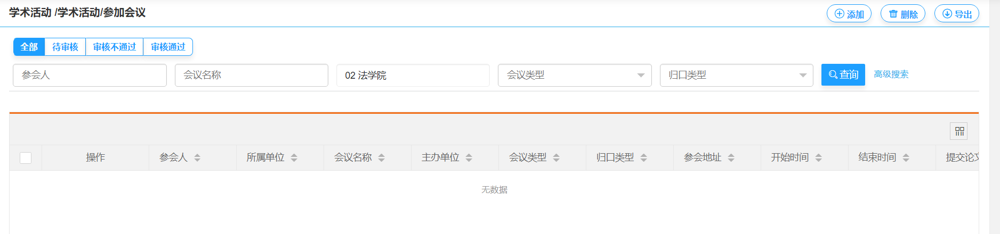 学术活动 /学术活动/参加会议
添加 删除 导出
全部 待审核 审核不通过 审核通过
参会人 会议名称 02 法学院 会议类型 归口类型 查询 高级搜索
操作 参会人 所属单位 会议名称 主办单位 会议类型 归口类型 参会地址 开始时间 结束时间 提交论文
无数据